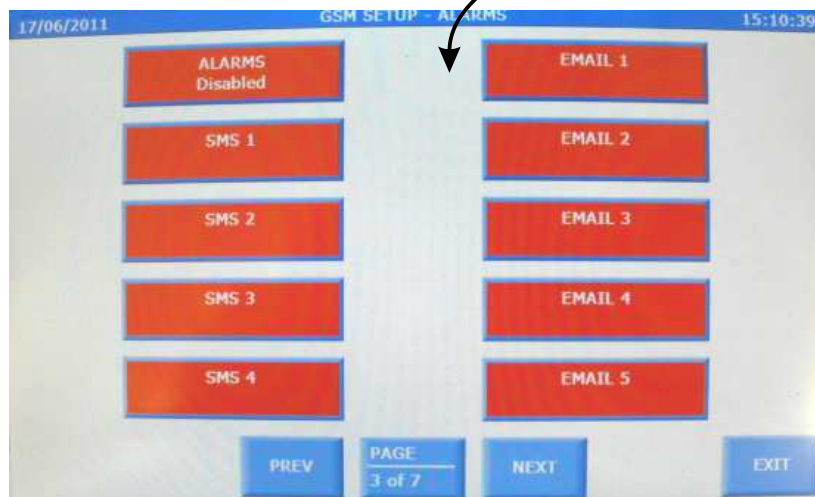 17/06/2011 GSM SETUP - ALARMS 15:10:39
ALARMS
Disabled
EMAIL 1
SMS 1
EMAIL 2
SMS 2
EMAIL 3
SMS 3
EMAIL 4
SMS 4
EMAIL 5
PREV
PAGE
3 of 7
NEXT
EXIT